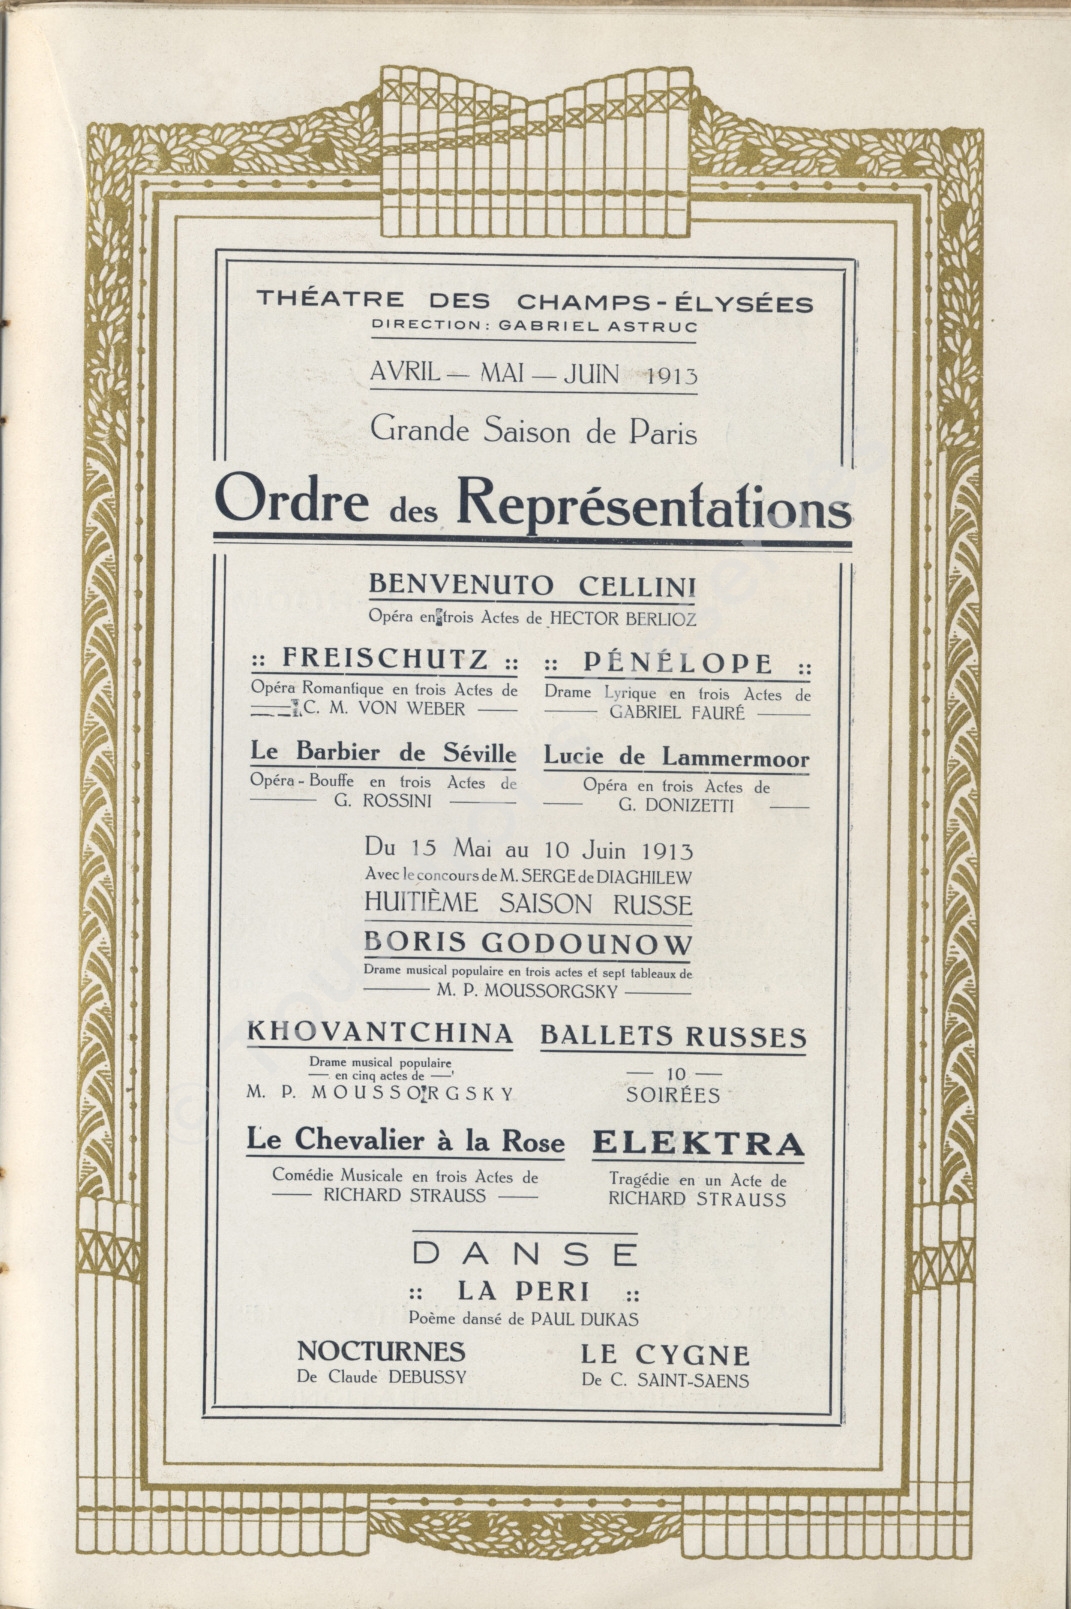 THÉATRE DES CHAMPS-ÉLYSÉES
DIRECTION: GABRIEL ASTRUC
AVRIL — MAI — JUIN 1913
Grande Saison de Paris
Ordre des Représentations
BENVENUTO CELLINI
Opéra en trois Actes de HECTOR BERLIOZ
:: FREISCHUTZ ::
Opéra Romantique en trois Actes de
C. M. VON WEBER
:: PÉNÉLOPE ::
Drame Lyrique en trois Actes de
GABRIEL FAURÉ
Le Barbier de Séville
Opéra-Bouffe en trois Actes de
G. ROSSINI
Lucie de Lammermoor
Opéra en trois Actes de
G. DONIZETTI
Du 15 Mai au 10 Juin 1913
Avec le concours de M. SERGE de DIAGHILEW
HUITIÈME SAISON RUSSE
BORIS GODOUNOW
Drame musical populaire en trois actes et sept tableaux de
M. P. MOUSSORGSKY
KHOVANTCHINA
Drame musical populaire
— en cinq actes de —
M. P. MOUSSORGSKY
BALLETS RUSSES
— 10 —
SOIRÉES
Le Chevalier à la Rose
Comédie Musicale en trois Actes de
RICHARD STRAUSS
ELEKTRA
Tragédie en un Acte de
RICHARD STRAUSS
DANSE
:: LA PERI ::
Poème dansé de PAUL DUKAS
NOCTURNES
De Claude DEBUSSY
LE CYGNE
De C. SAINT-SAENS